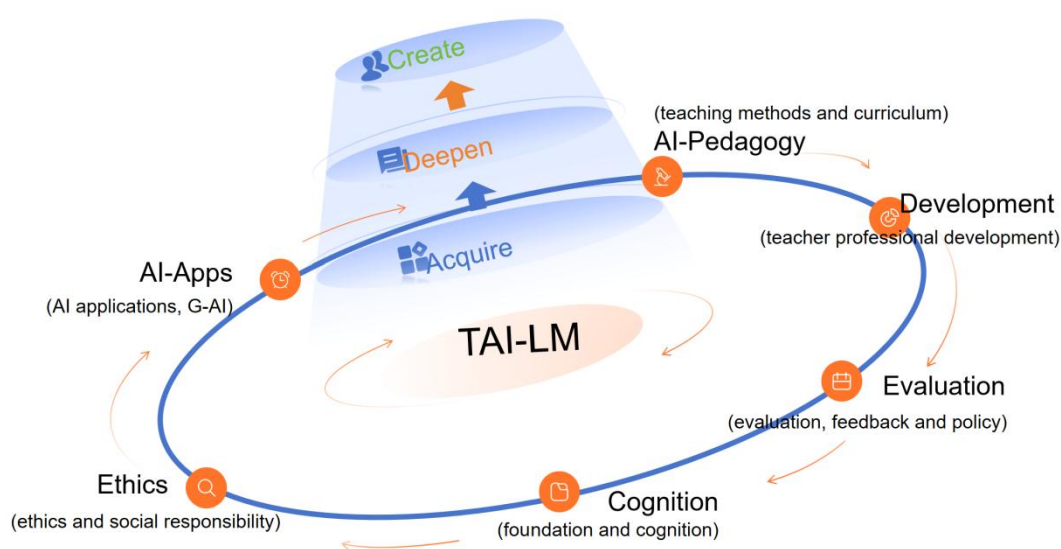 Create
Deepen
Acquire
(teaching methods and curriculum)
AI-Pedagogy
Development
(teacher professional development)
AI-Apps
(AI applications, G-AI)
TAI-LM
Evaluation
(evaluation, feedback and policy)
Ethics
(ethics and social responsibility)
Cognition
(foundation and cognition)